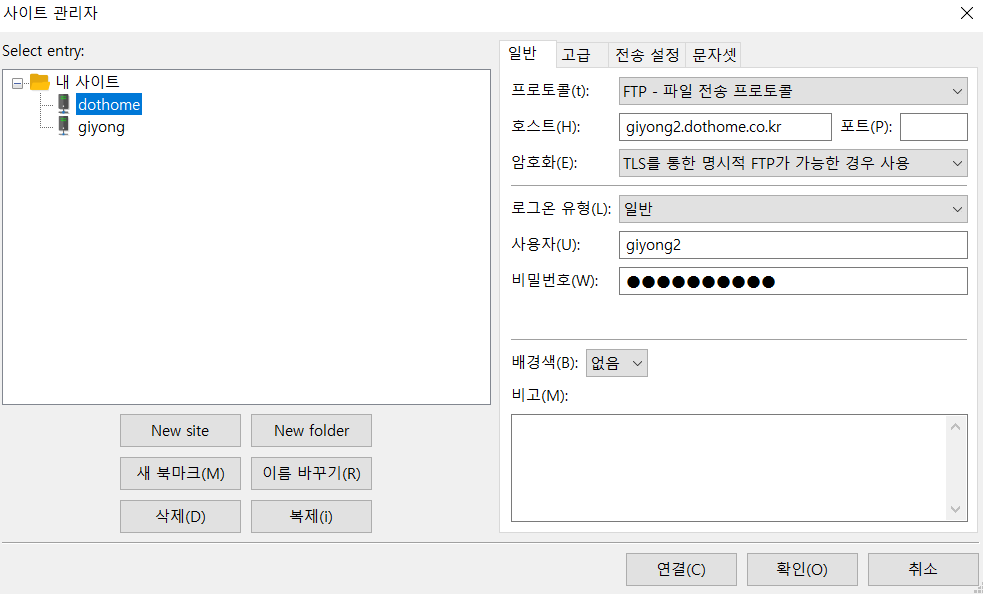 사이트 관리자
Select entry:
내 사이트
dothome
giyong
New site New folder
새 북마크(M) 이름 바꾸기(R)
삭제(D) 복제(i)
일반 고급 전송 설정 문자셋
프로토콜(t): FTP - 파일 전송 프로토콜
호스트(H): giyong2.dothome.co.kr 포트(P):
암호화(E): TLS를 통한 명시적 FTP가 가능한 경우 사용
로그온 유형(L): 일반
사용자(U): giyong2
비밀번호(W): ●●●●●●●●●●
배경색(B): 없음
비고(M):
연결(C) 확인(O) 취소